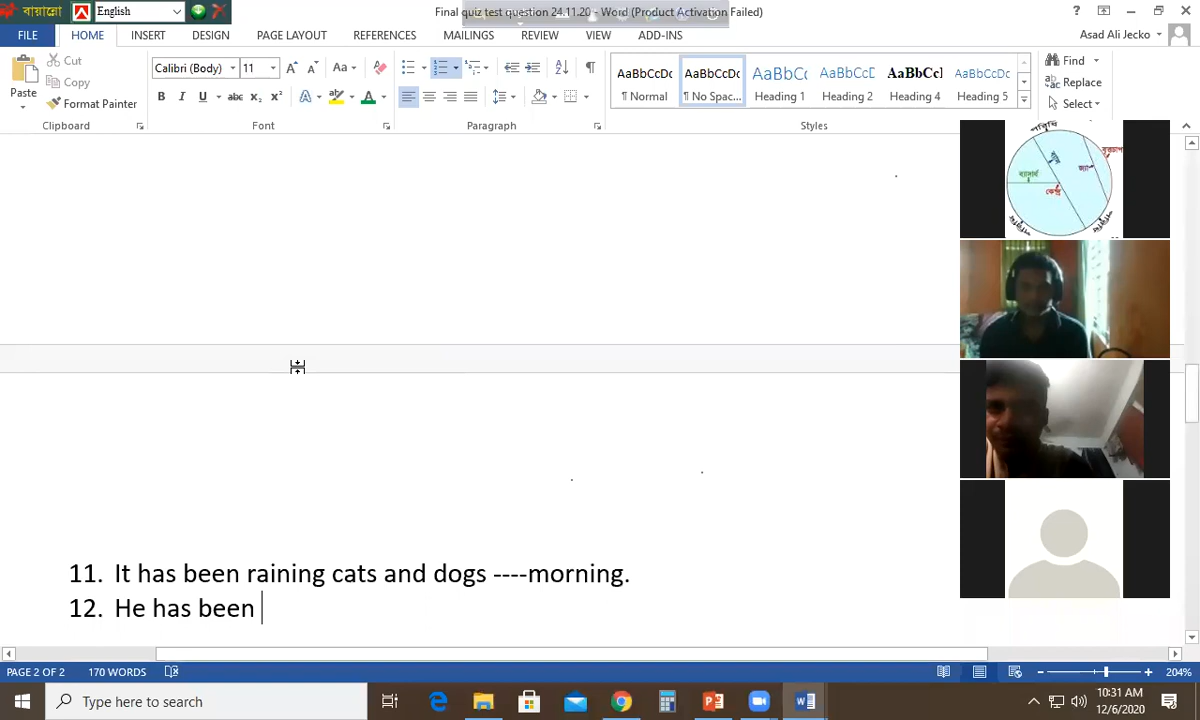 বায়ান্নো English Final quiz test question 24.11.20 - Word (Product Activation Failed) ?
FILE HOME INSERT DESIGN PAGE LAYOUT REFERENCES MAILINGS REVIEW VIEW ADD-INS Asad Ali Jecko
Cut Calibri (Body) 11 Aa AaBbCcDc AaBbCcDc AaBbCc AaBbCcD AaBbCcI AaBbCcDc Find
Paste Copy B I U abc x₂ x² A A ¶ Normal ¶ No Spac... Heading 1 Heading 2 Heading 4 Heading 5 Replace
Format Painter Select
Clipboard Font Paragraph Styles
জ্যা
ব্যাসার্ধ
কেন্দ্র
11. It has been raining cats and dogs ----morning.
12. He has been
PAGE 2 OF 2 170 WORDS 204%
Type here to search 10:31 AM
12/6/2020